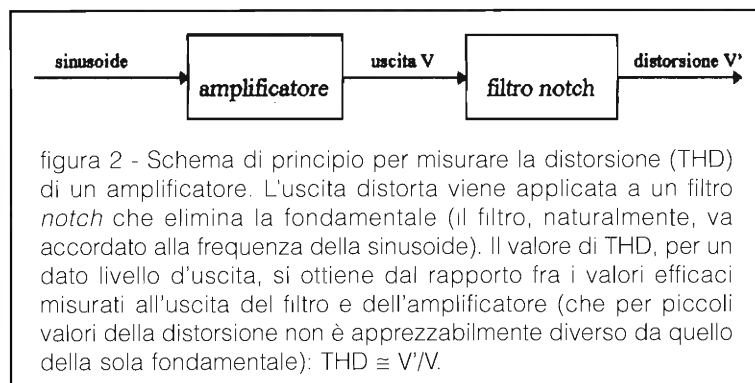 sinusoide
amplificatore
uscita V
filtro notch
distorsione V'
figura 2 - Schema di principio per misurare la distorsione (THD)
di un amplificatore. L'uscita distorta viene applicata a un filtro
notch che elimina la fondamentale (il filtro, naturalmente, va
accordato alla frequenza della sinusoide). Il valore di THD, per un
dato livello d'uscita, si ottiene dal rapporto fra i valori efficaci
misurati all'uscita del filtro e dell'amplificatore (che per piccoli
valori della distorsione non è apprezzabilmente diverso da quello
della sola fondamentale): THD ≅ V'/V.